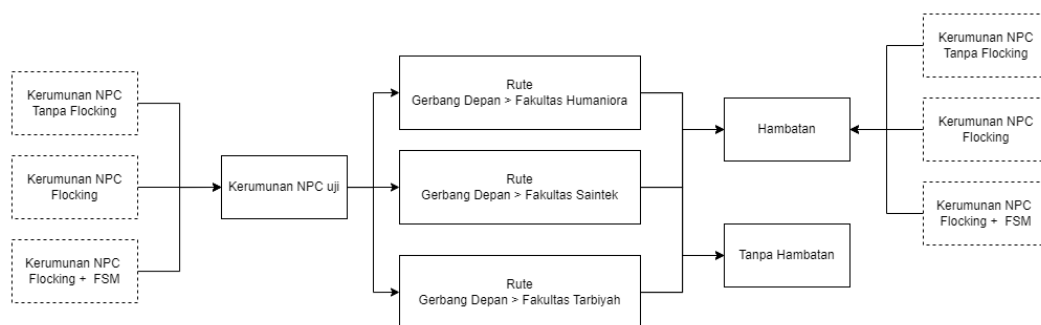 Kerumunan NPC
Tanpa Flocking
Kerumunan NPC
Flocking
Kerumunan NPC
Flocking + FSM
Kerumunan NPC uji
Rute
Gerbang Depan > Fakultas Humaniora
Rute
Gerbang Depan > Fakultas Saintek
Rute
Gerbang Depan > Fakultas Tarbiyah
Hambatan
Tanpa Hambatan
Kerumunan NPC
Tanpa Flocking
Kerumunan NPC
Flocking
Kerumunan NPC
Flocking + FSM